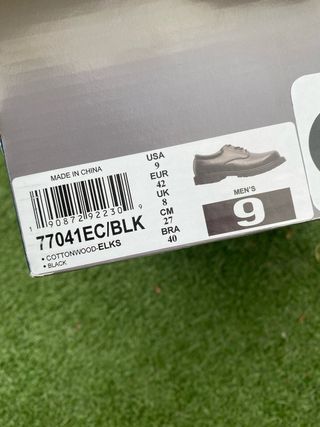 MADE IN CHINA
1 90872 92230 9
77041EC/BLK
• COTTONWOOD-ELKS
• BLACK
USA
9
EUR
42
UK
8
CM
27
BRA
40
MEN'S
9